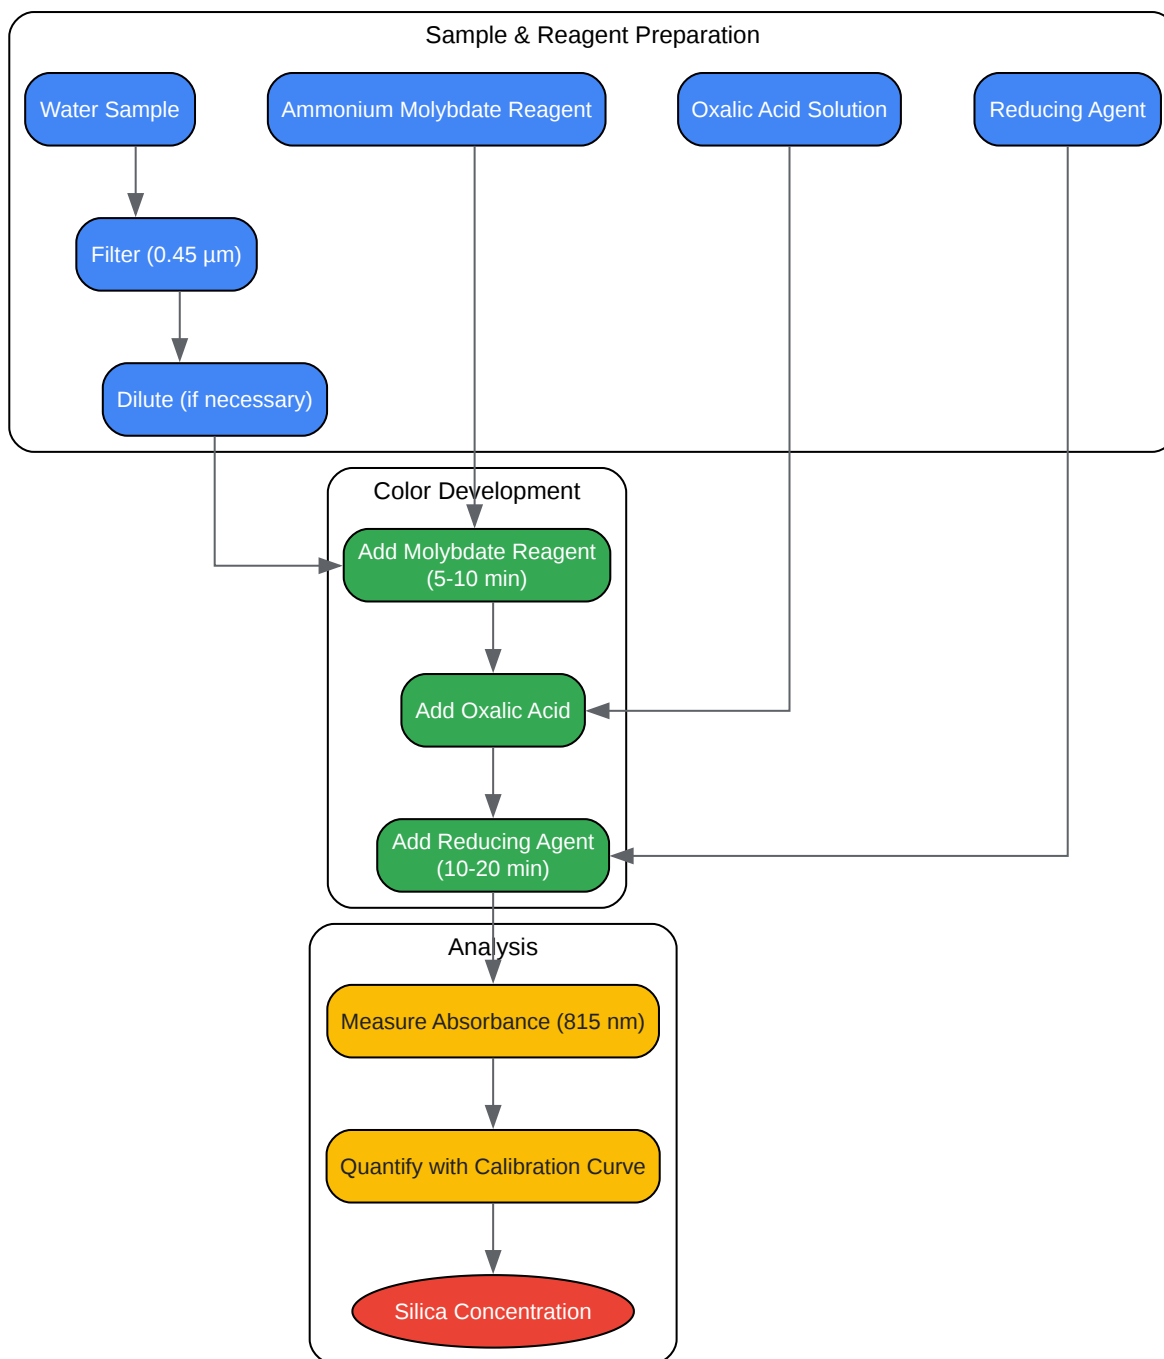 Sample & Reagent Preparation
Water Sample
Ammonium Molybdate Reagent
Oxalic Acid Solution
Reducing Agent
Filter (0.45 µm)
Dilute (if necessary)
Color Development
Add Molybdate Reagent
(5-10 min)
Add Oxalic Acid
Add Reducing Agent
(10-20 min)
Analysis
Measure Absorbance (815 nm)
Quantify with Calibration Curve
Silica Concentration